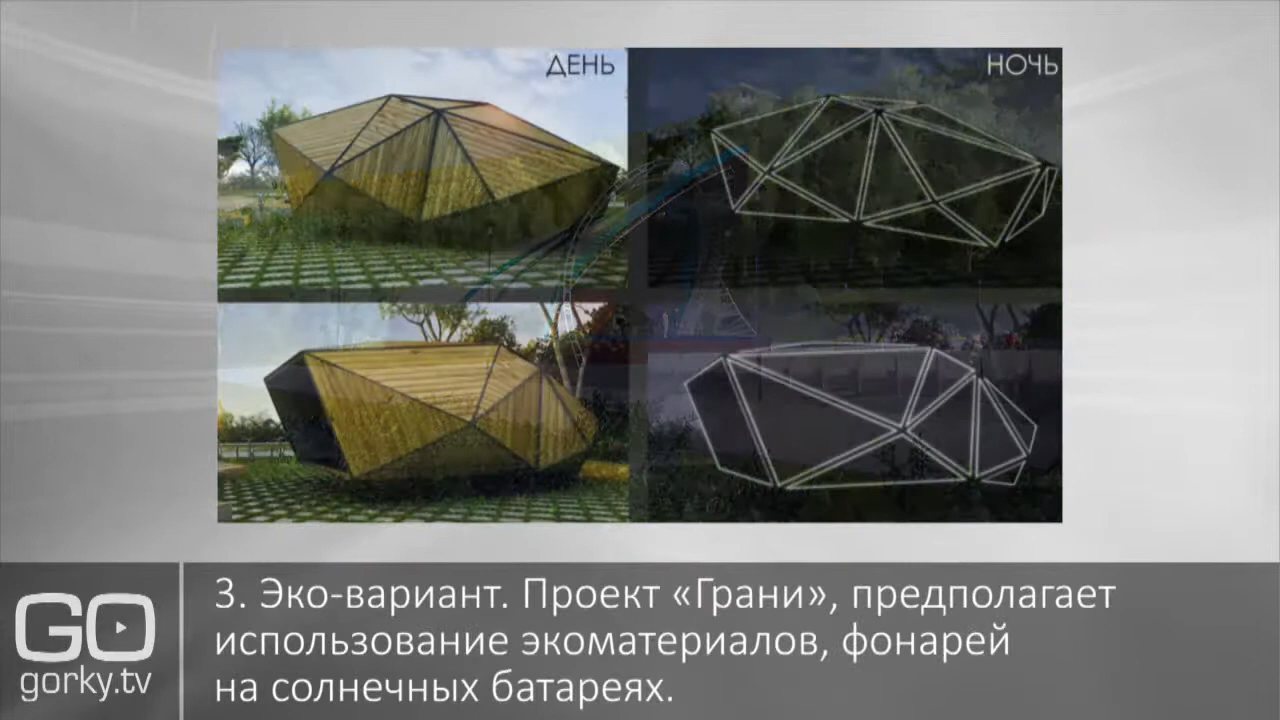 ДЕНЬ
НОЧЬ
3. Эко-вариант. Проект «Грани», предполагает
использование экоматериалов, фонарей
на солнечных батареях.
GO
gorky.tv